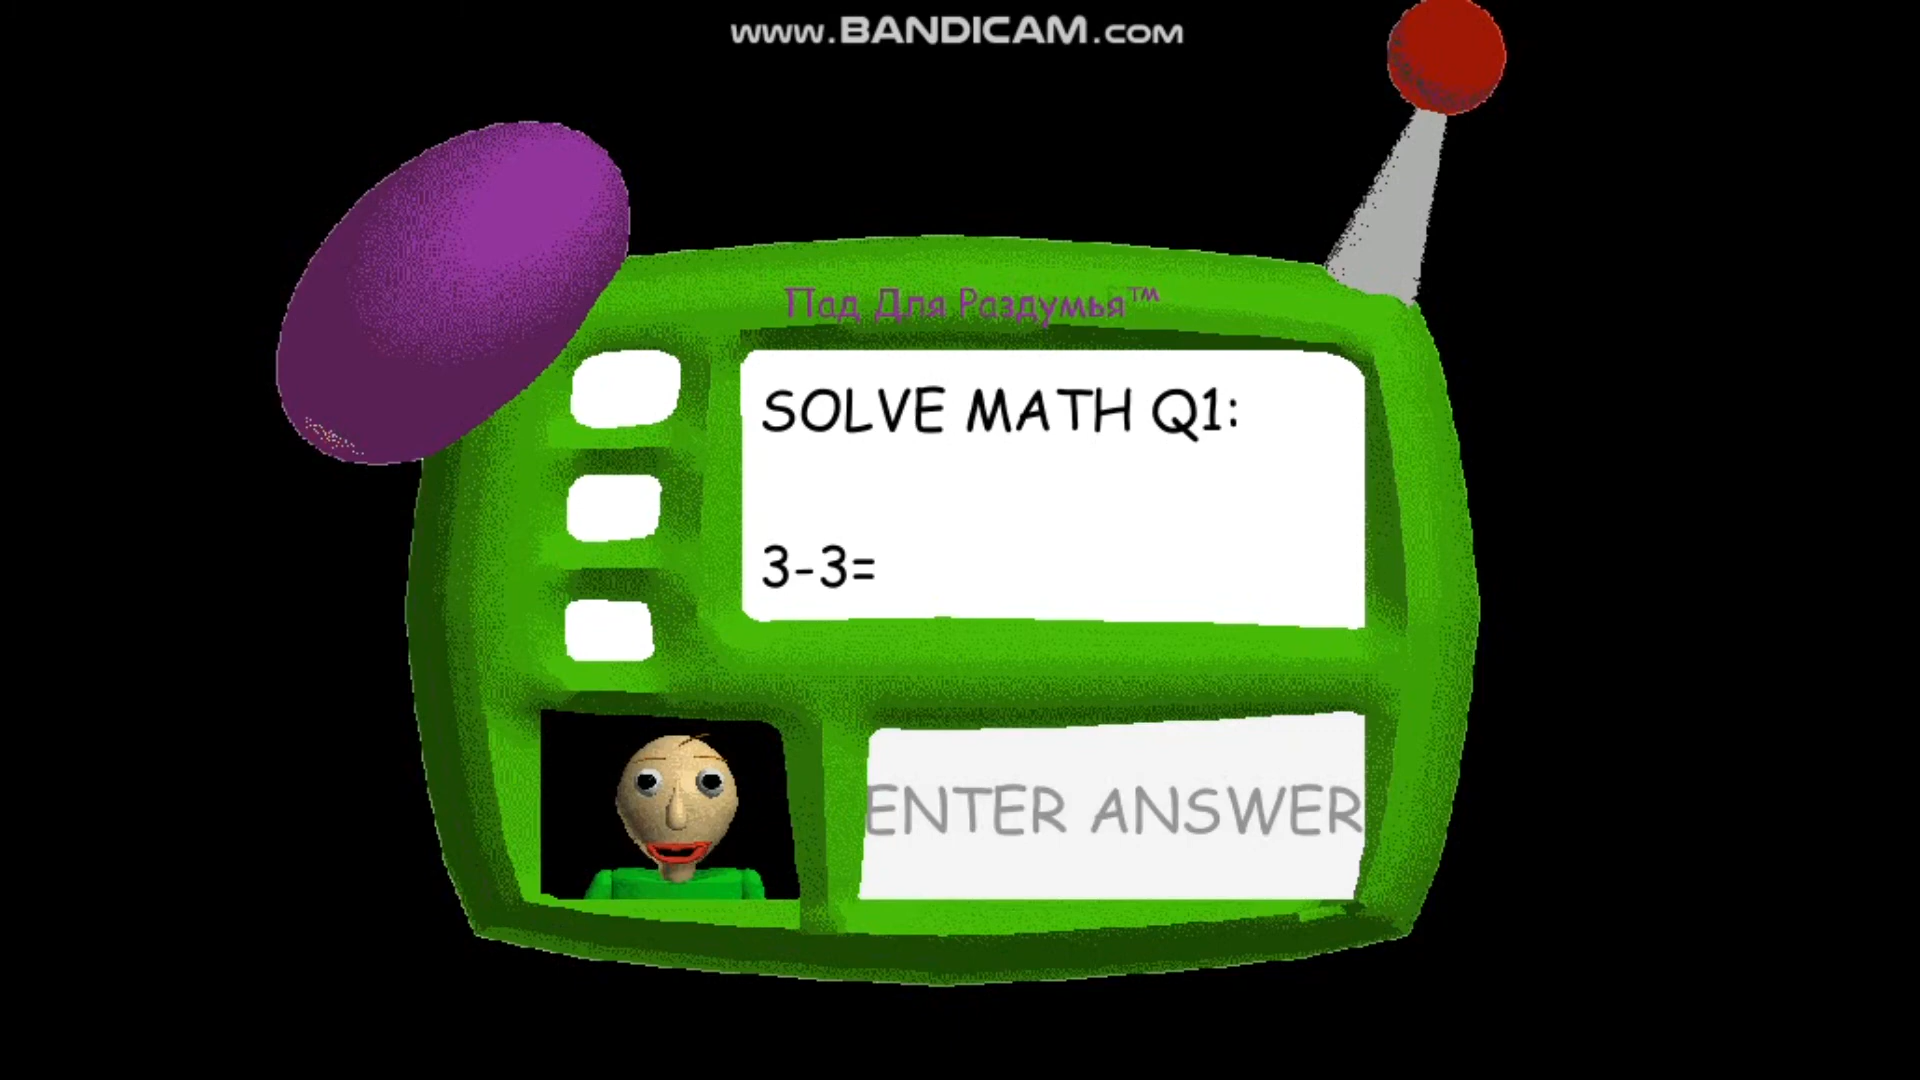 www.BANDICAM.com
Пад Для Раздумья™
SOLVE MATH Q1:
3-3=
ENTER ANSWER